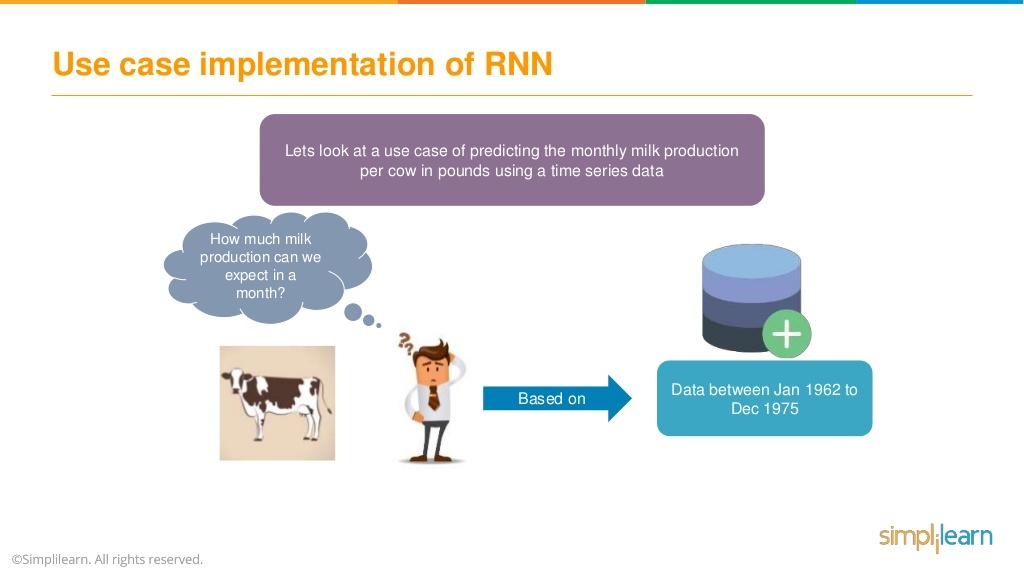 Use case implementation of RNN
Lets look at a use case of predicting the monthly milk production
per cow in pounds using a time series data
How much milk
production can we
expect in a
month?
??
Based on
Data between Jan 1962 to
Dec 1975
©Simplilearn. All rights reserved.
simplilearn